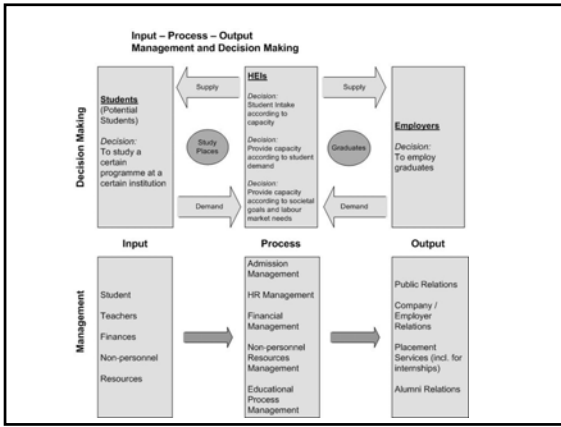 Input – Process – Output
Management and Decision Making
Decision Making
Students
(Potential
Students)
Decision:
To study a
certain
programme at a
certain institution
Supply
Study
Places
Demand
HEIs
Decision:
Student Intake
according to
capacity
Decision:
Provide capacity
according to student
demand
Decision:
Provide capacity
according to societal
goals and labour
market needs
Supply
Graduates
Demand
Employers
Decision:
To employ
graduates
Input
Process
Output
Management
Student
Teachers
Finances
Non-personnel
Resources
Admission
Management
HR Management
Financial
Management
Non-personnel
Resources
Management
Educational
Process
Management
Public Relations
Company /
Employer
Relations
Placement
Services (incl. for
internships)
Alumni Relations